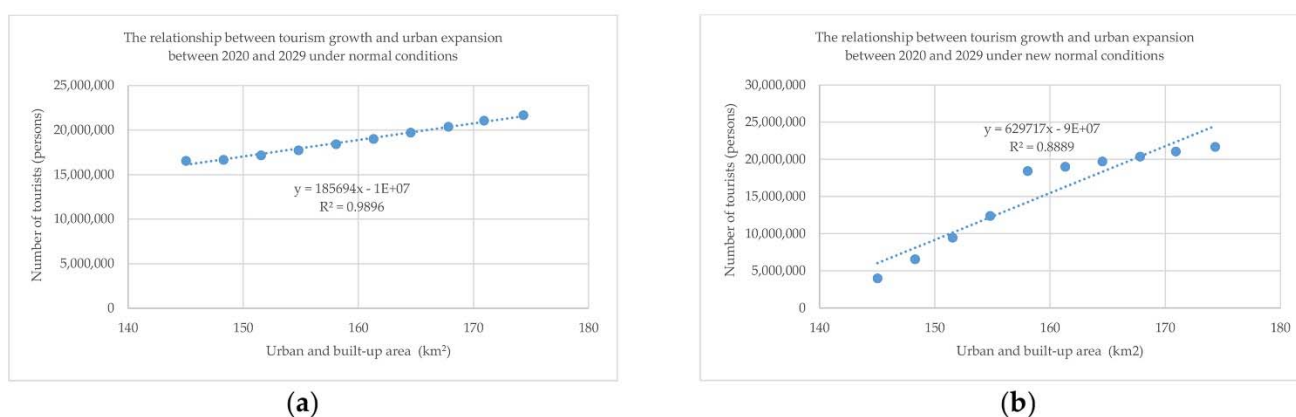 The relationship between tourism growth and urban expansion
between 2020 and 2029 under normal conditions
25,000,000
20,000,000
15,000,000
10,000,000
5,000,000
0
140
150
160
170
180
Number of tourists (persons)
y = 185694x - 1E+07
R² = 0.9896
Urban and built-up area (km²)
(a)
The relationship between tourism growth and urban expansion
between 2020 and 2029 under new normal conditions
30,000,000
25,000,000
20,000,000
15,000,000
10,000,000
5,000,000
0
140
150
160
170
180
Number of tourists (persons)
y = 629717x - 9E+07
R² = 0.8889
Urban and built-up area (km2)
(b)